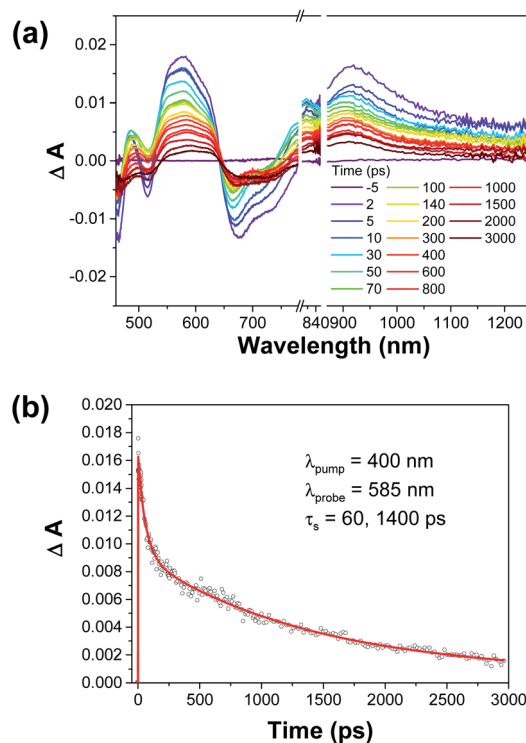 (a)
0.02
0.01
0.00
-0.01
-0.02
Δ A
Time (ps)
-5 100 1000
2 140 1500
5 200 2000
10 300 3000
30 400
50 600
70 800
500 600 700 840 900 1000 1100 1200
Wavelength (nm)
(b)
0.020
0.018
0.016
0.014
0.012
0.010
0.008
0.006
0.004
0.002
0.000
Δ A
λpump = 400 nm
λprobe = 585 nm
τs = 60, 1400 ps
0 500 1000 1500 2000 2500 3000
Time (ps)